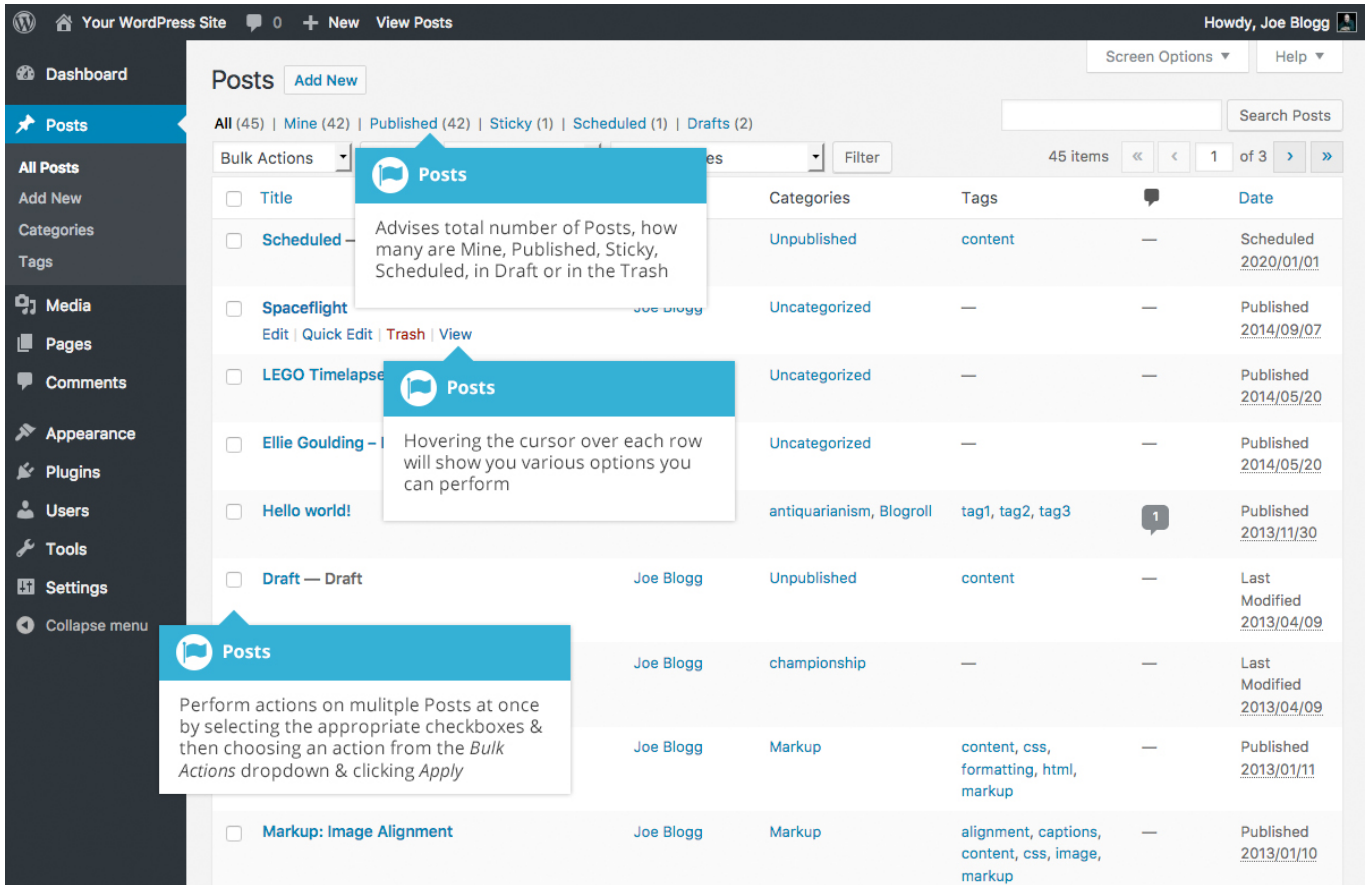 Your WordPress Site 0 + New View Posts Howdy, Joe Blogg
Screen Options ▼ Help ▼
Dashboard
Posts
All Posts
Add New
Categories
Tags
Media
Pages
Comments
Appearance
Plugins
Users
Tools
Settings
Collapse menu
Posts Add New
All (45) | Mine (42) | Published (42) | Sticky (1) | Scheduled (1) | Drafts (2)
Search Posts
Bulk Actions Filter 45 items « ‹ 1 of 3 › »
Title Categories Tags Date
Posts
Advises total number of Posts, how
many are Mine, Published, Sticky,
Scheduled, in Draft or in the Trash
Scheduled — Unpublished content — Scheduled
2020/01/01
Spaceflight Joe Blogg Uncategorized — — Published
2014/09/07
Edit | Quick Edit | Trash | View
LEGO Timelapse Uncategorized — — Published
2014/05/20
Posts
Hovering the cursor over each row
will show you various options you
can perform
Ellie Goulding – Uncategorized — — Published
2014/05/20
Hello world! antiquarianism, Blogroll tag1, tag2, tag3 1 Published
2013/11/30
Draft — Draft Joe Blogg Unpublished content — Last
Modified
2013/04/09
Posts
Perform actions on mulitple Posts at once
by selecting the appropriate checkboxes &
then choosing an action from the Bulk
Actions dropdown & clicking Apply
Joe Blogg championship — — Last
Modified
2013/04/09
Joe Blogg Markup content, css, — Published
formatting, html, 2013/01/11
markup
Markup: Image Alignment Joe Blogg Markup alignment, captions, — Published
content, css, image, 2013/01/10
markup